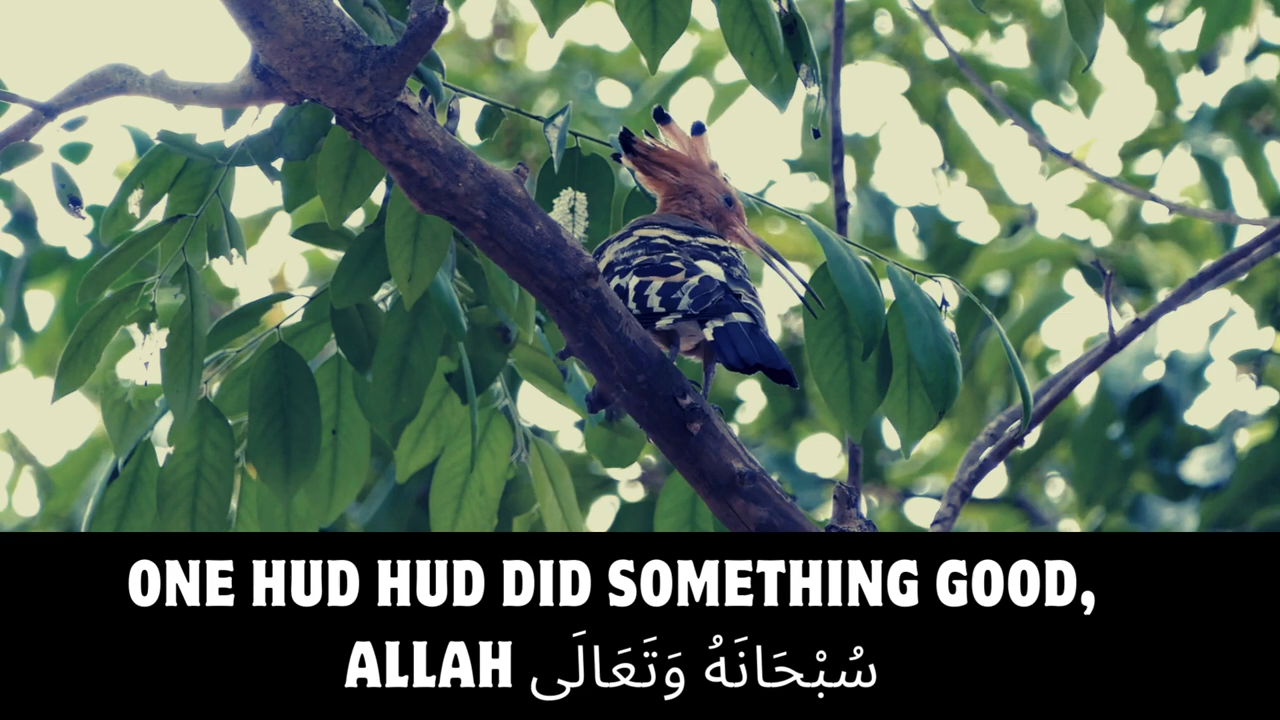 ONE HUD HUD DID SOMETHING GOOD,
ALLAH سُبْحَانَهُ وَتَعَالَى